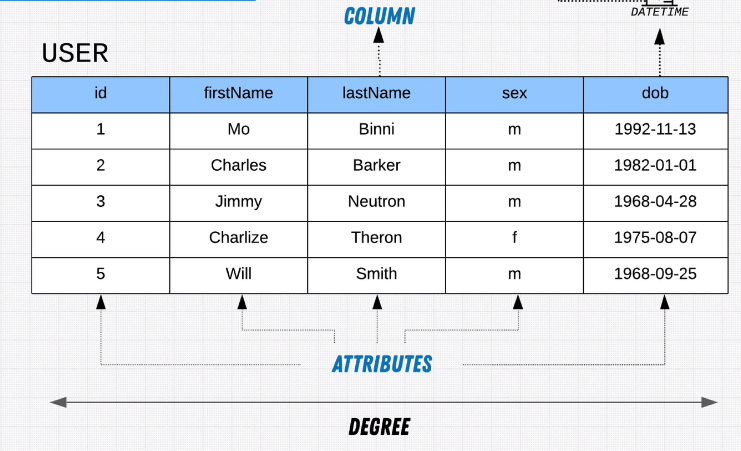 COLUMN
DATETIME
USER
id firstName lastName sex dob
1 Mo Binni m 1992-11-13
2 Charles Barker m 1982-01-01
3 Jimmy Neutron m 1968-04-28
4 Charlize Theron f 1975-08-07
5 Will Smith m 1968-09-25
ATTRIBUTES
DEGREE